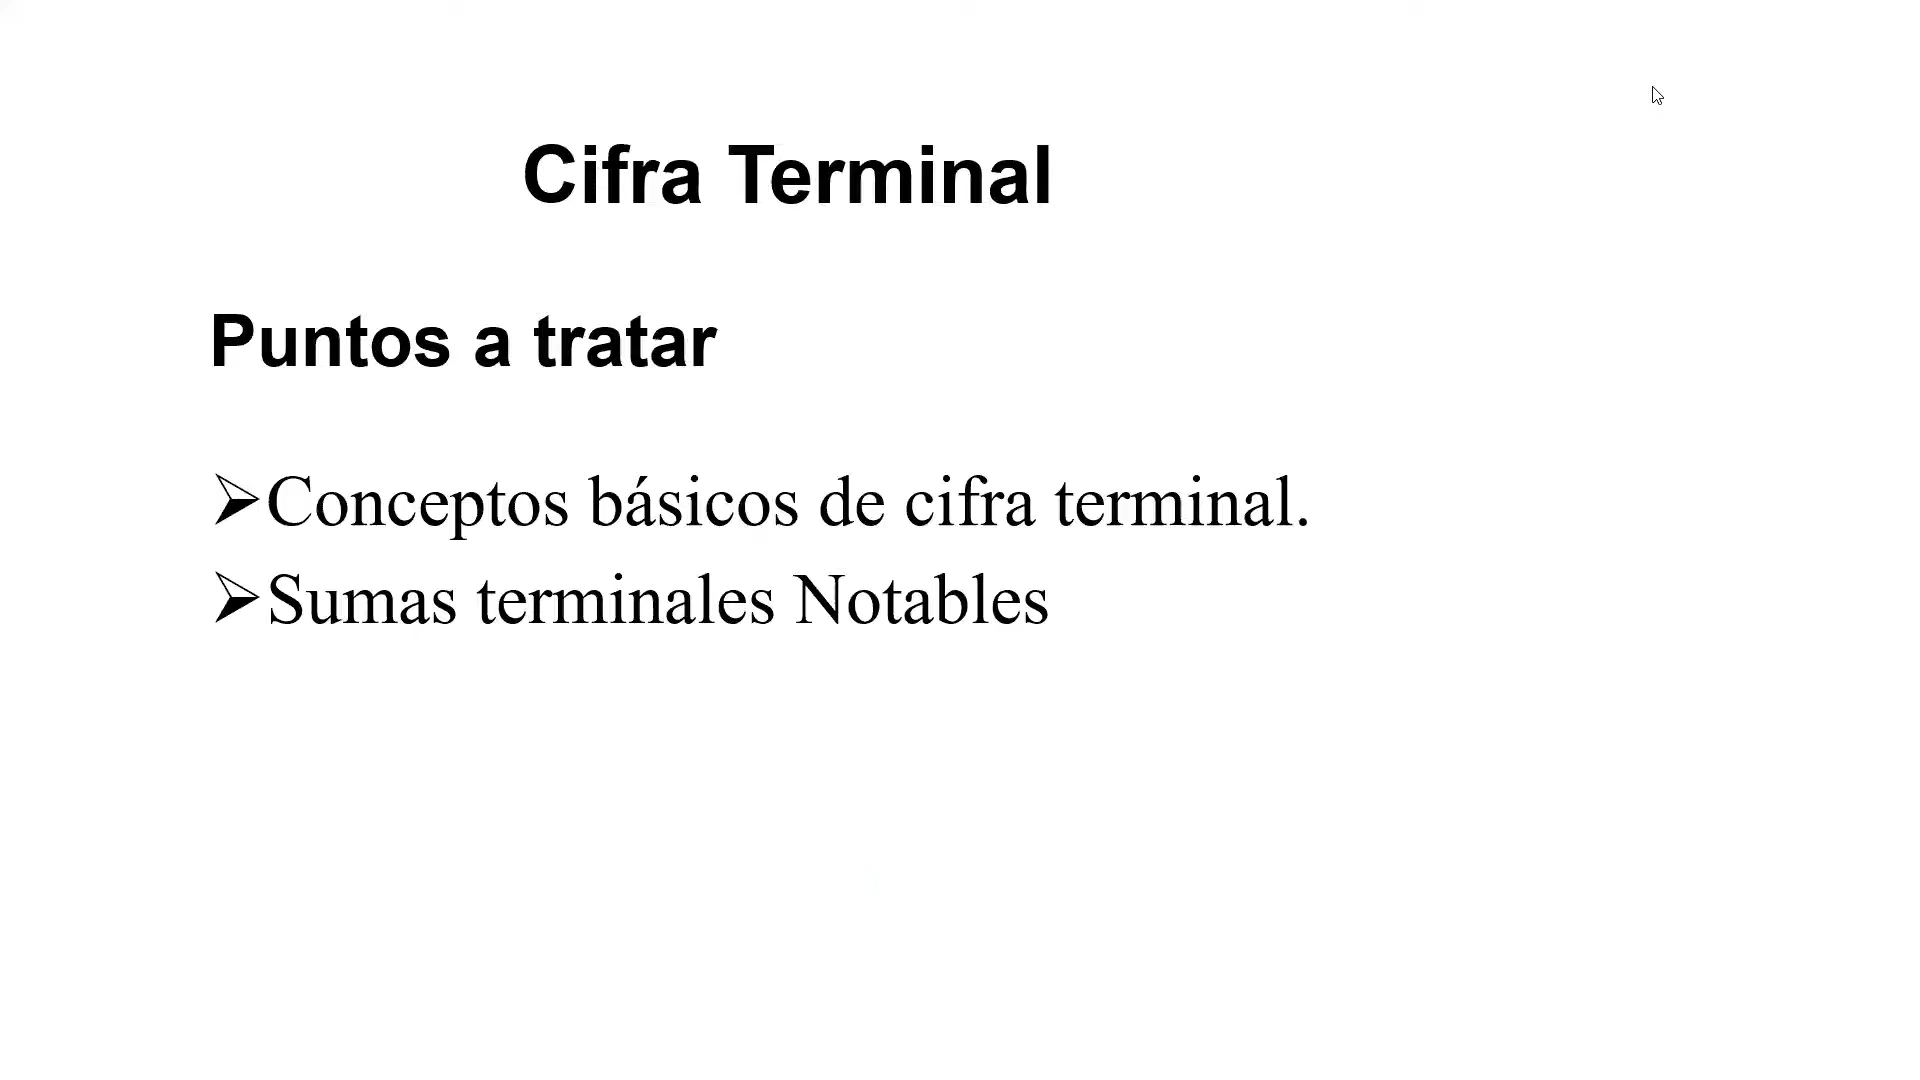 Cifra Terminal
Puntos a tratar
➢Conceptos básicos de cifra terminal.
➢Sumas terminales Notables